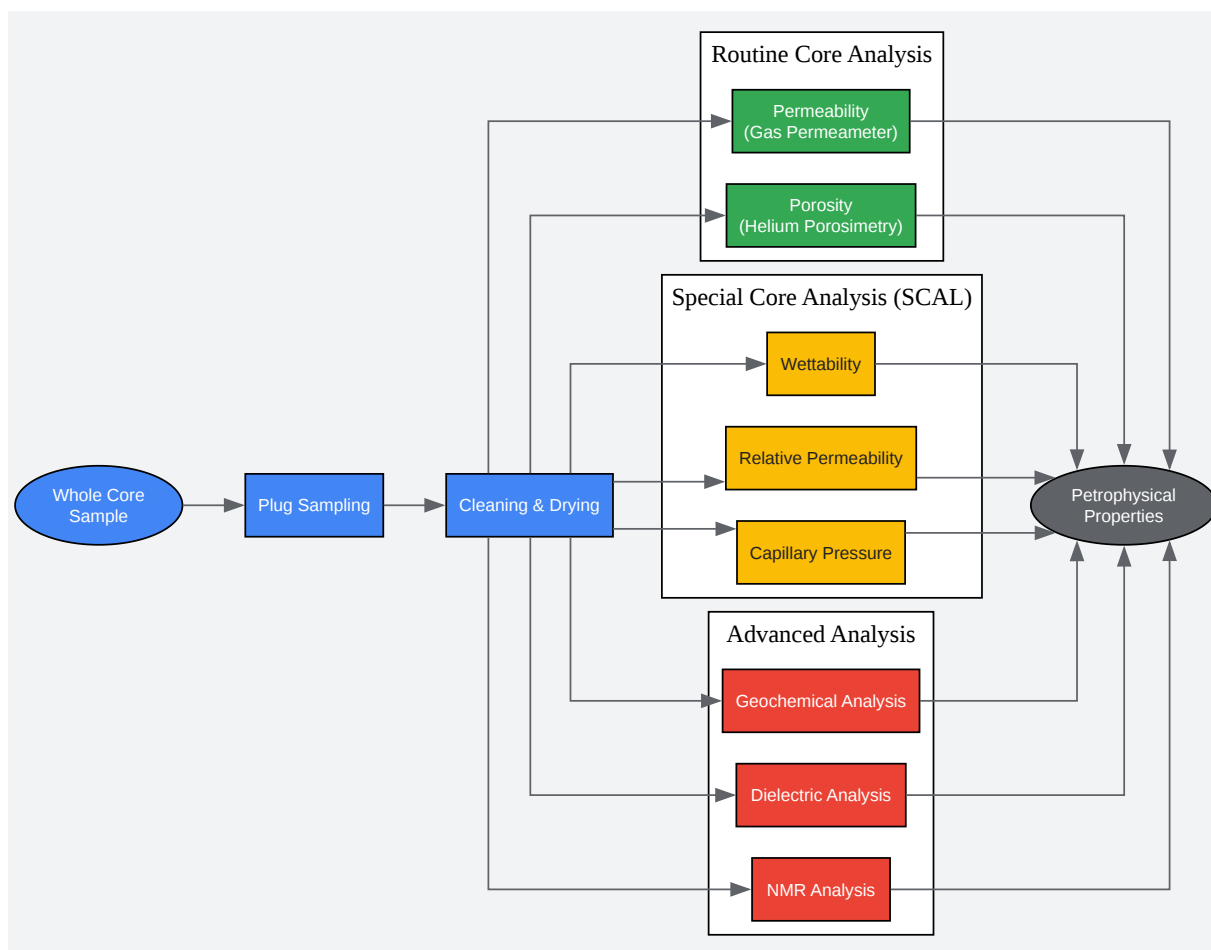 Routine Core Analysis
Permeability
(Gas Permeameter)
Porosity
(Helium Porosimetry)
Special Core Analysis (SCAL)
Wettability
Relative Permeability
Capillary Pressure
Whole Core
Sample
Plug Sampling
Cleaning & Drying
Petrophysical
Properties
Advanced Analysis
Geochemical Analysis
Dielectric Analysis
NMR Analysis